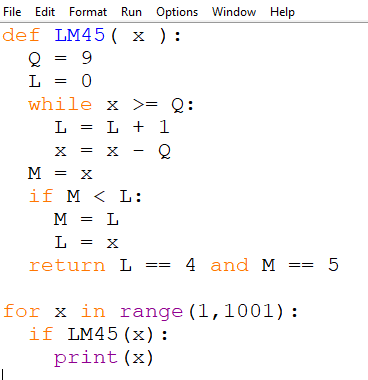 File Edit Format Run Options Window Help
def LM45( x ):
  Q = 9
  L = 0
  while x >= Q:
    L = L + 1
    x = x - Q
  M = x
  if M < L:
    M = L
    L = x
  return L == 4 and M == 5

for x in range(1,1001):
  if LM45(x):
    print(x)